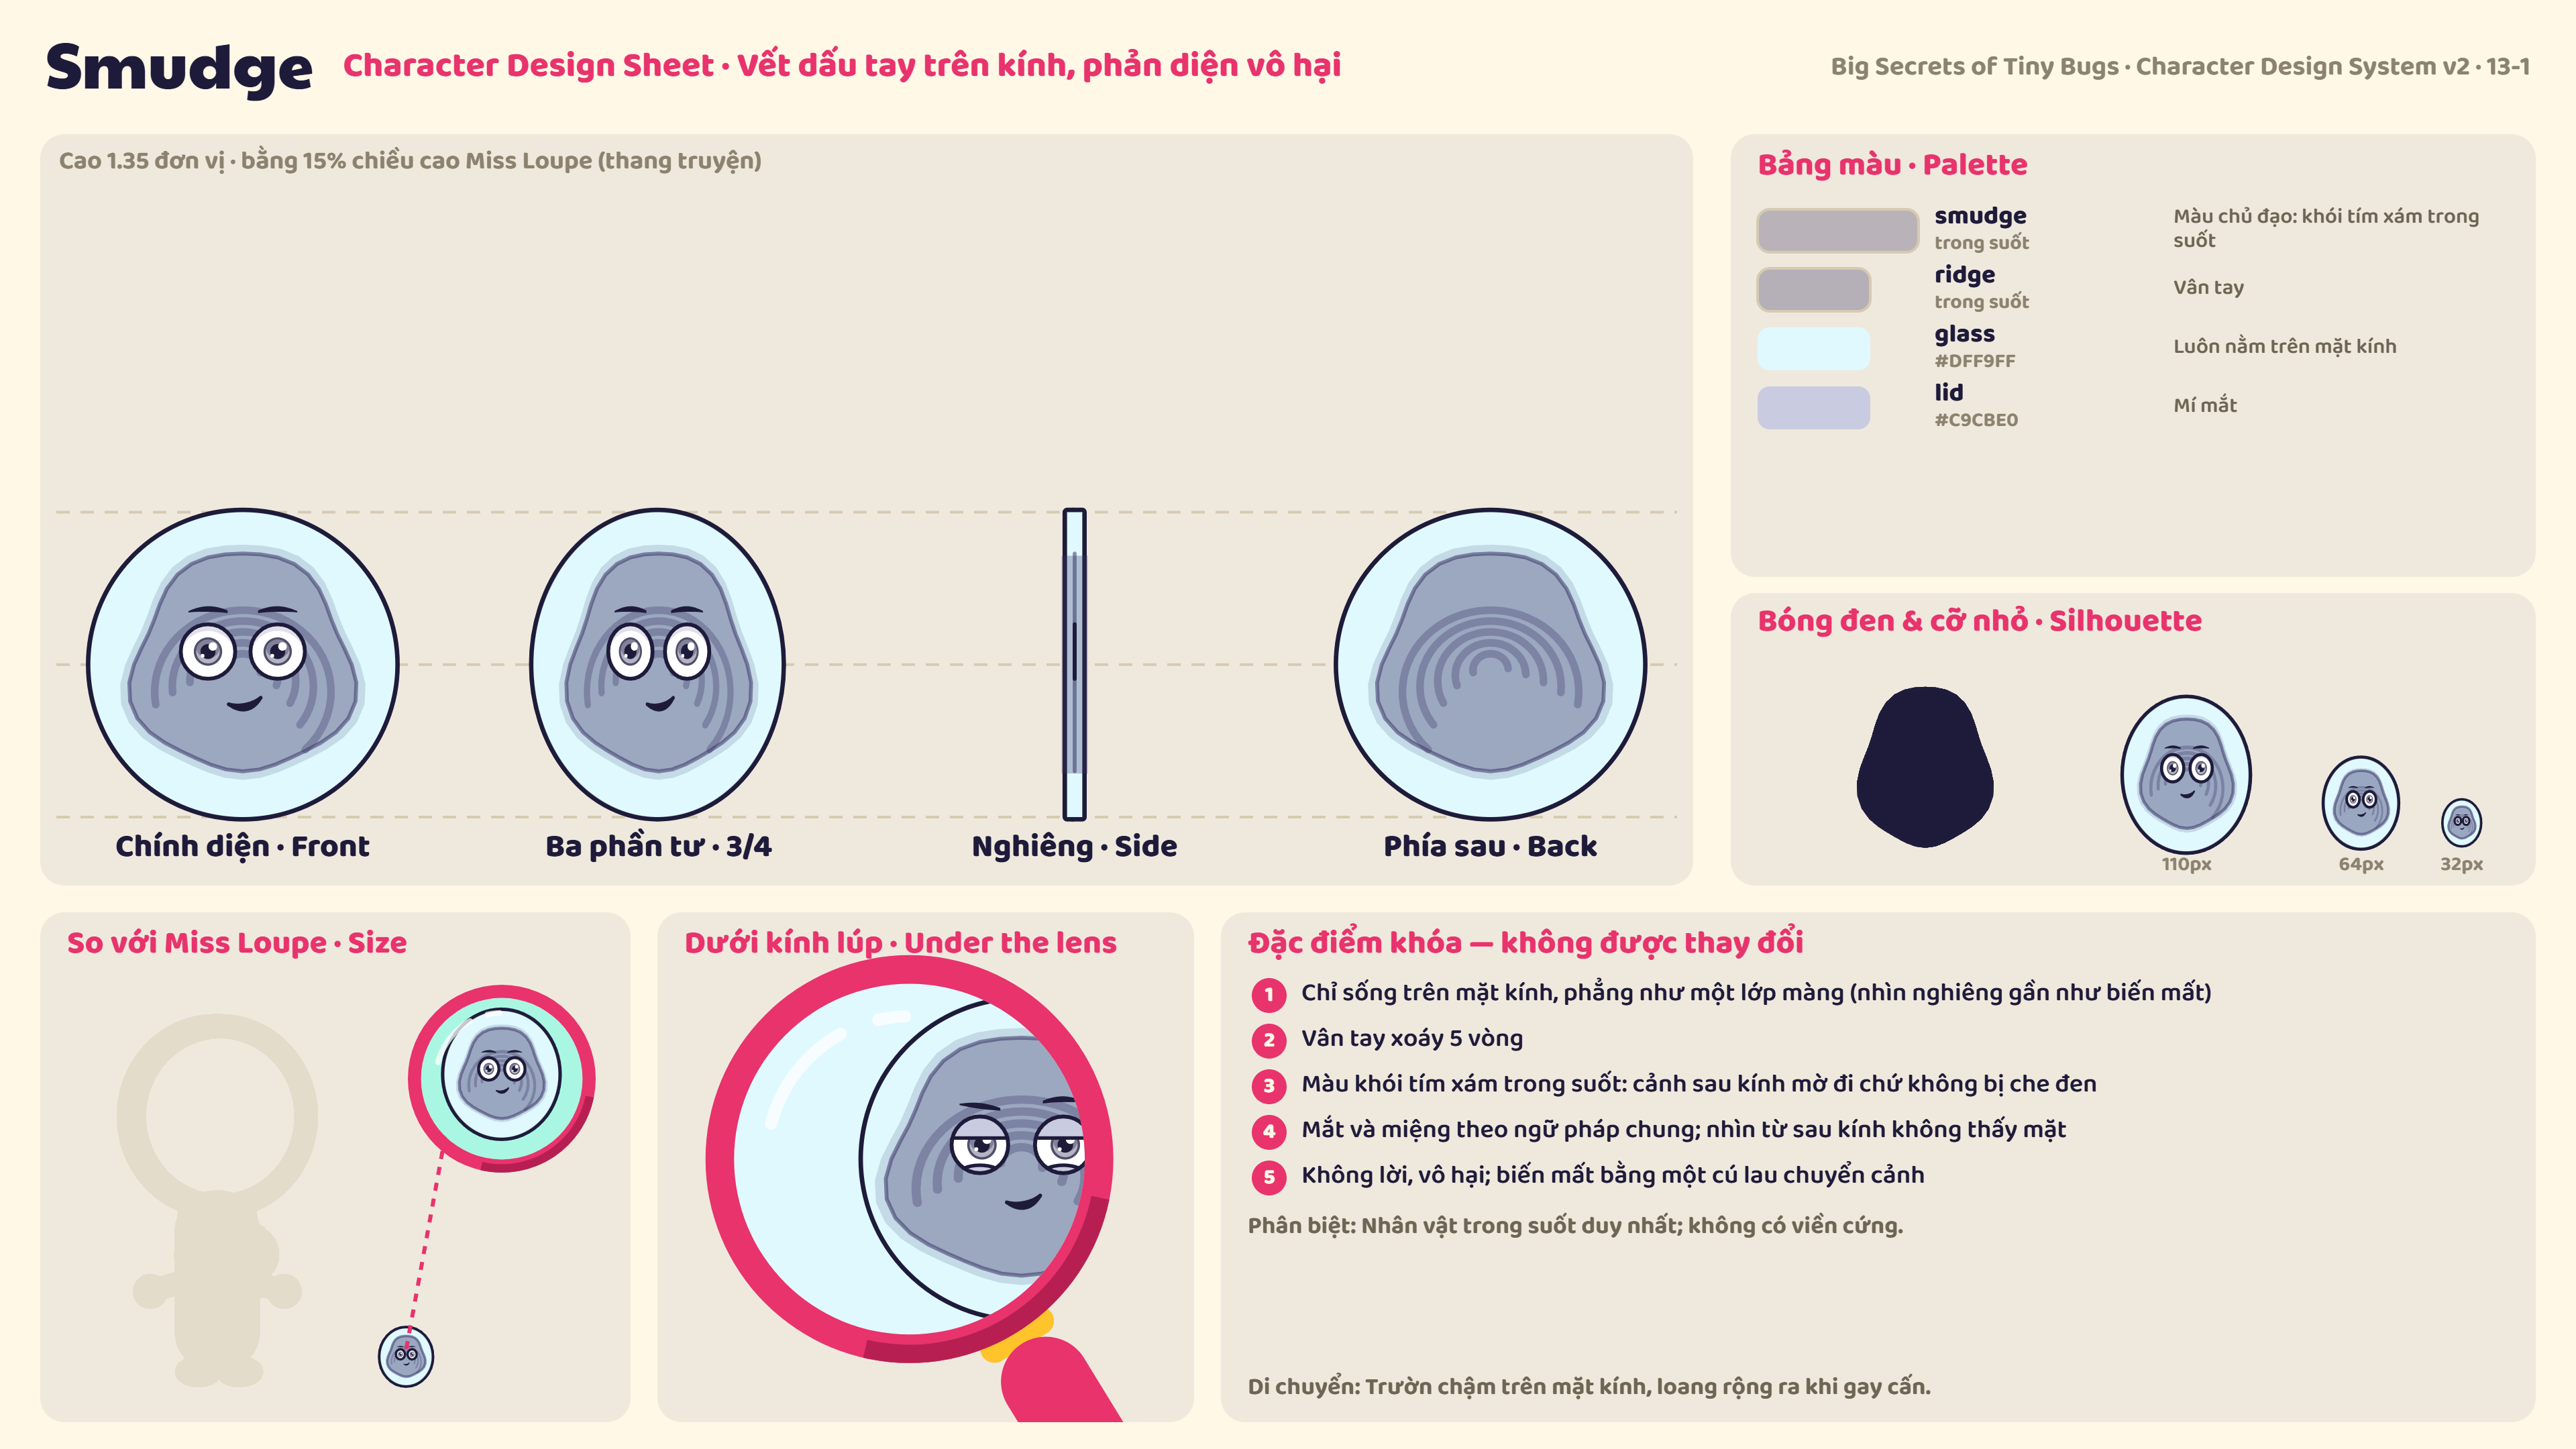 Smudge
Character Design Sheet · Vết dấu tay trên kính, phản diện vô hại
Big Secrets of Tiny Bugs · Character Design System v2 · 13-1
Cao 1.35 đơn vị · bằng 15% chiều cao Miss Loupe (thang truyện)
Chính diện · Front
Ba phần tư · 3/4
Nghiêng · Side
Phía sau · Back
Bảng màu · Palette
smudge
trong suốt
Màu chủ đạo: khói tím xám trong
suốt
ridge
trong suốt
Vân tay
glass
#DFF9FF
Luôn nằm trên mặt kính
lid
#C9CBE0
Mí mắt
Bóng đen & cỡ nhỏ · Silhouette
110px
64px
32px
So với Miss Loupe · Size
Dưới kính lúp · Under the lens
Đặc điểm khóa — không được thay đổi
1 Chỉ sống trên mặt kính, phẳng như một lớp màng (nhìn nghiêng gần như biến mất)
2 Vân tay xoáy 5 vòng
3 Màu khói tím xám trong suốt: cảnh sau kính mờ đi chứ không bị che đen
4 Mắt và miệng theo ngữ pháp chung; nhìn từ sau kính không thấy mặt
5 Không lời, vô hại; biến mất bằng một cú lau chuyển cảnh
Phân biệt: Nhân vật trong suốt duy nhất; không có viền cứng.
Di chuyển: Trườn chậm trên mặt kính, loang rộng ra khi gay cấn.